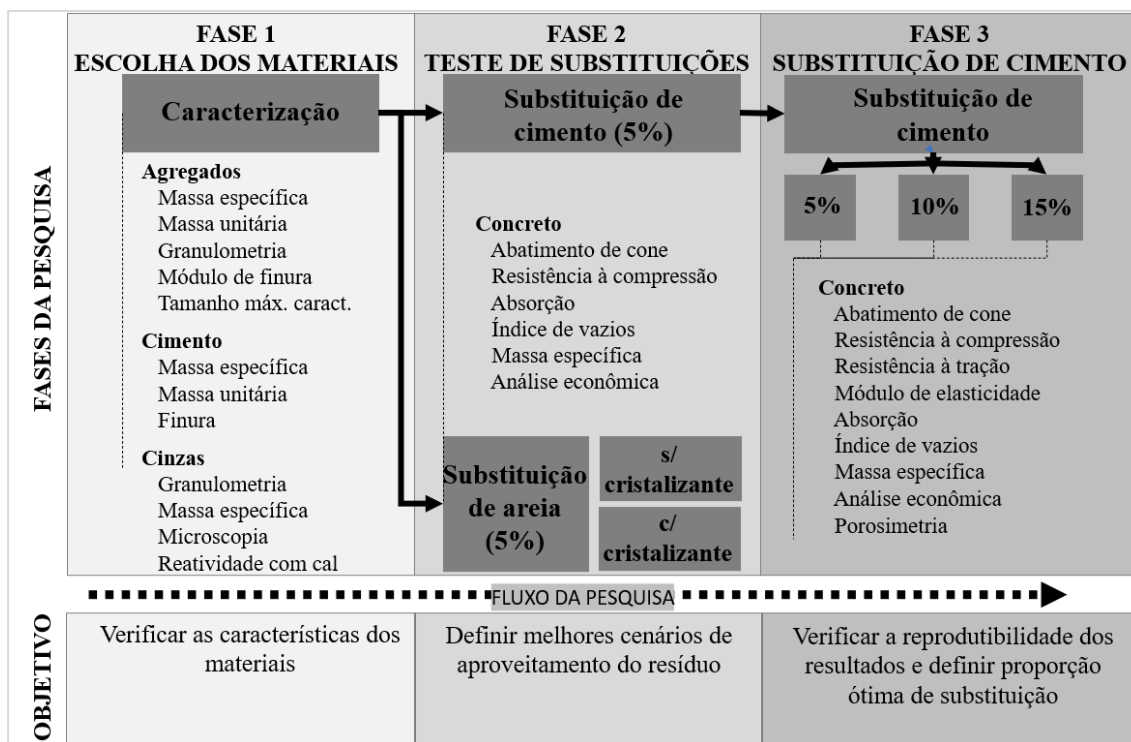 FASES DA PESQUISA
FASE 1
ESCOLHA DOS MATERIAIS
Caracterização
Agregados
Massa específica
Massa unitária
Granulometria
Módulo de finura
Tamanho máx. caract.
Cimento
Massa específica
Massa unitária
Finura
Cinzas
Granulometria
Massa específica
Microscopia
Reatividade com cal
FASE 2
TESTE DE SUBSTITUIÇÕES
Substituição de
cimento (5%)
Concreto
Abatimento de cone
Resistência à compressão
Absorção
Índice de vazios
Massa específica
Análise econômica
Substituição
de areia
(5%)
s/
cristalizante
c/
cristalizante
FASE 3
SUBSTITUIÇÃO DE CIMENTO
Substituição de
cimento
5%
10%
15%
Concreto
Abatimento de cone
Resistência à compressão
Resistência à tração
Módulo de elasticidade
Absorção
Índice de vazios
Massa específica
Análise econômica
Porosimetria
FLUXO DA PESQUISA
OBJETIVO
Verificar as características dos
materiais
Definir melhores cenários de
aproveitamento do resíduo
Verificar a reprodutibilidade dos
resultados e definir proporção
ótima de substituição